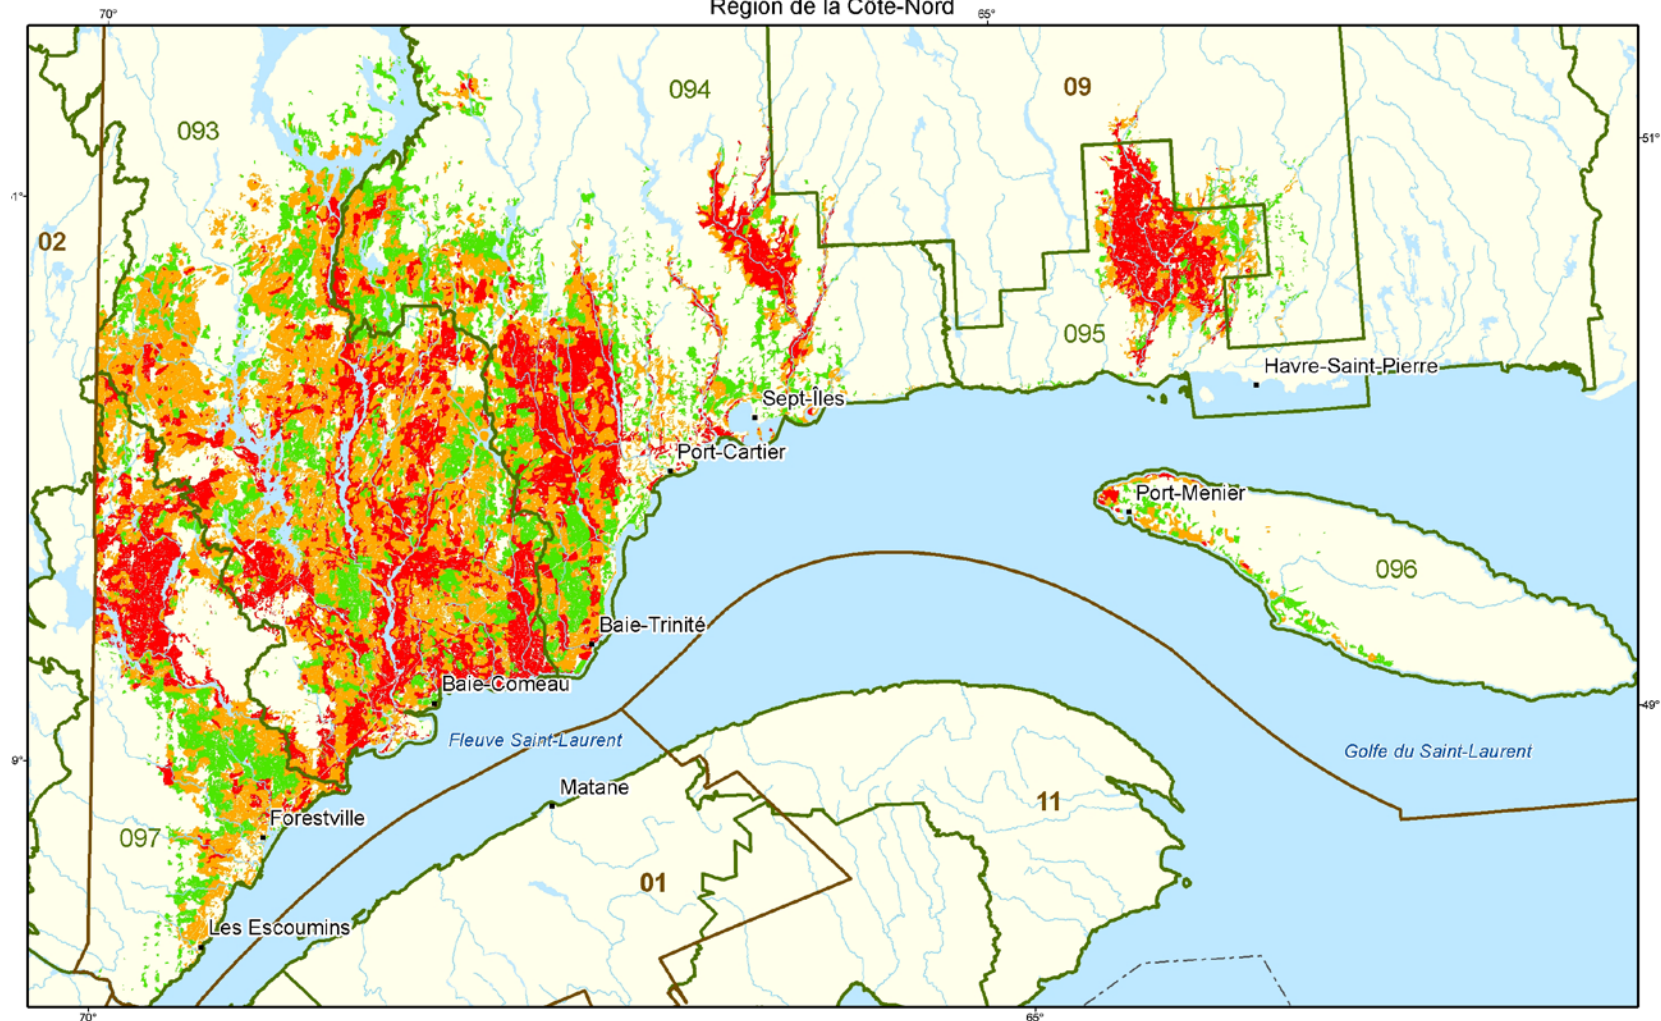 Région de la Côte-Nord
70°
65°
094
09
093
51°
1°
02
095
Havre-Saint-Pierre
Sept-Îles
Port-Cartier
Port-Menier
096
Baie-Trinité
Baie-Comeau
49°
Fleuve Saint-Laurent
Golfe du Saint-Laurent
9°
Matane
11
Forestville
097
01
Les Escoumins
70°
65°